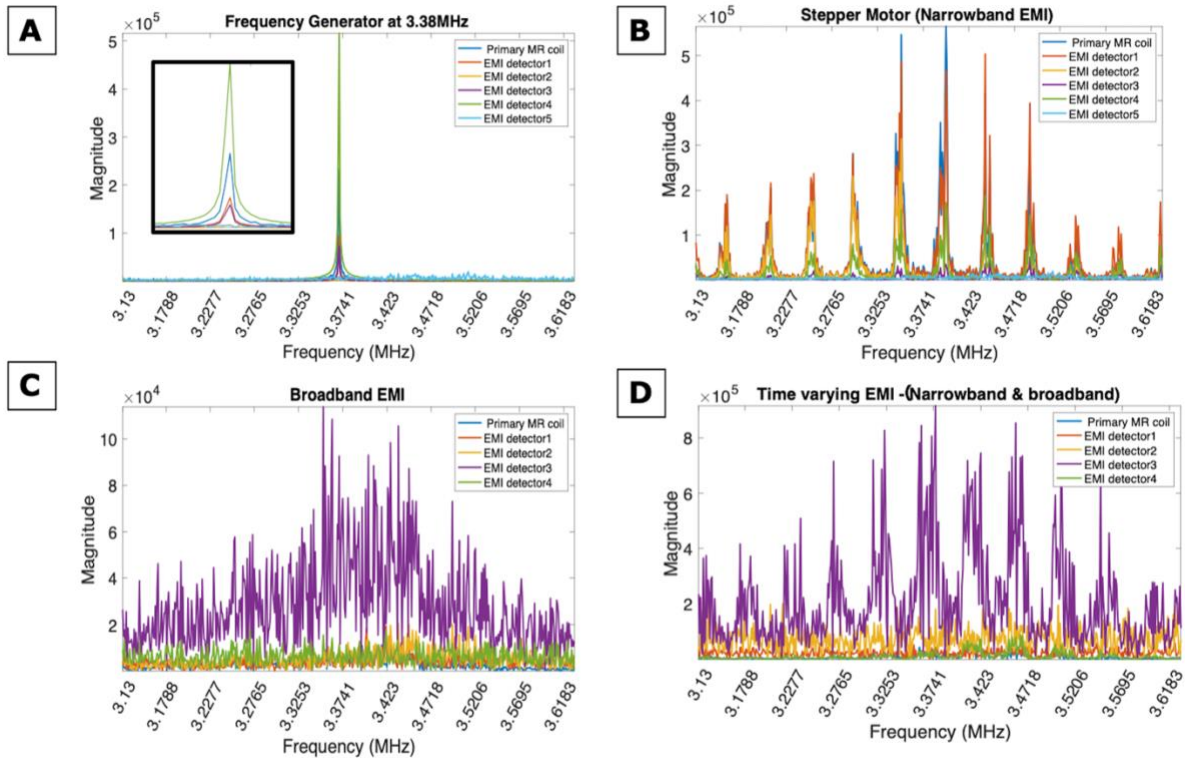 A
Frequency Generator at 3.38MHz
×10⁵
5
4
3
2
1
Magnitude
Primary MR coil
EMI detector1
EMI detector2
EMI detector3
EMI detector4
EMI detector5
3.13
3.1788
3.2277
3.2765
3.3253
3.3741
3.423
3.4718
3.5206
3.5695
3.6183
Frequency (MHz)
B
Stepper Motor (Narrowband EMI)
×10⁵
5
4
3
2
1
Magnitude
Primary MR coil
EMI detector1
EMI detector2
EMI detector3
EMI detector4
EMI detector5
3.13
3.1788
3.2277
3.2765
3.3253
3.3741
3.423
3.4718
3.5206
3.5695
3.6183
Frequency (MHz)
C
Broadband EMI
×10⁴
10
8
6
4
2
Magnitude
Primary MR coil
EMI detector1
EMI detector2
EMI detector3
EMI detector4
3.13
3.1788
3.2277
3.2765
3.3253
3.3741
3.423
3.4718
3.5206
3.5695
3.6183
Frequency (MHz)
D
Time varying EMI -(Narrowband & broadband)
×10⁵
8
6
4
2
Magnitude
Primary MR coil
EMI detector1
EMI detector2
EMI detector3
EMI detector4
3.13
3.1788
3.2277
3.2765
3.3253
3.3741
3.423
3.4718
3.5206
3.5695
3.6183
Frequency (MHz)